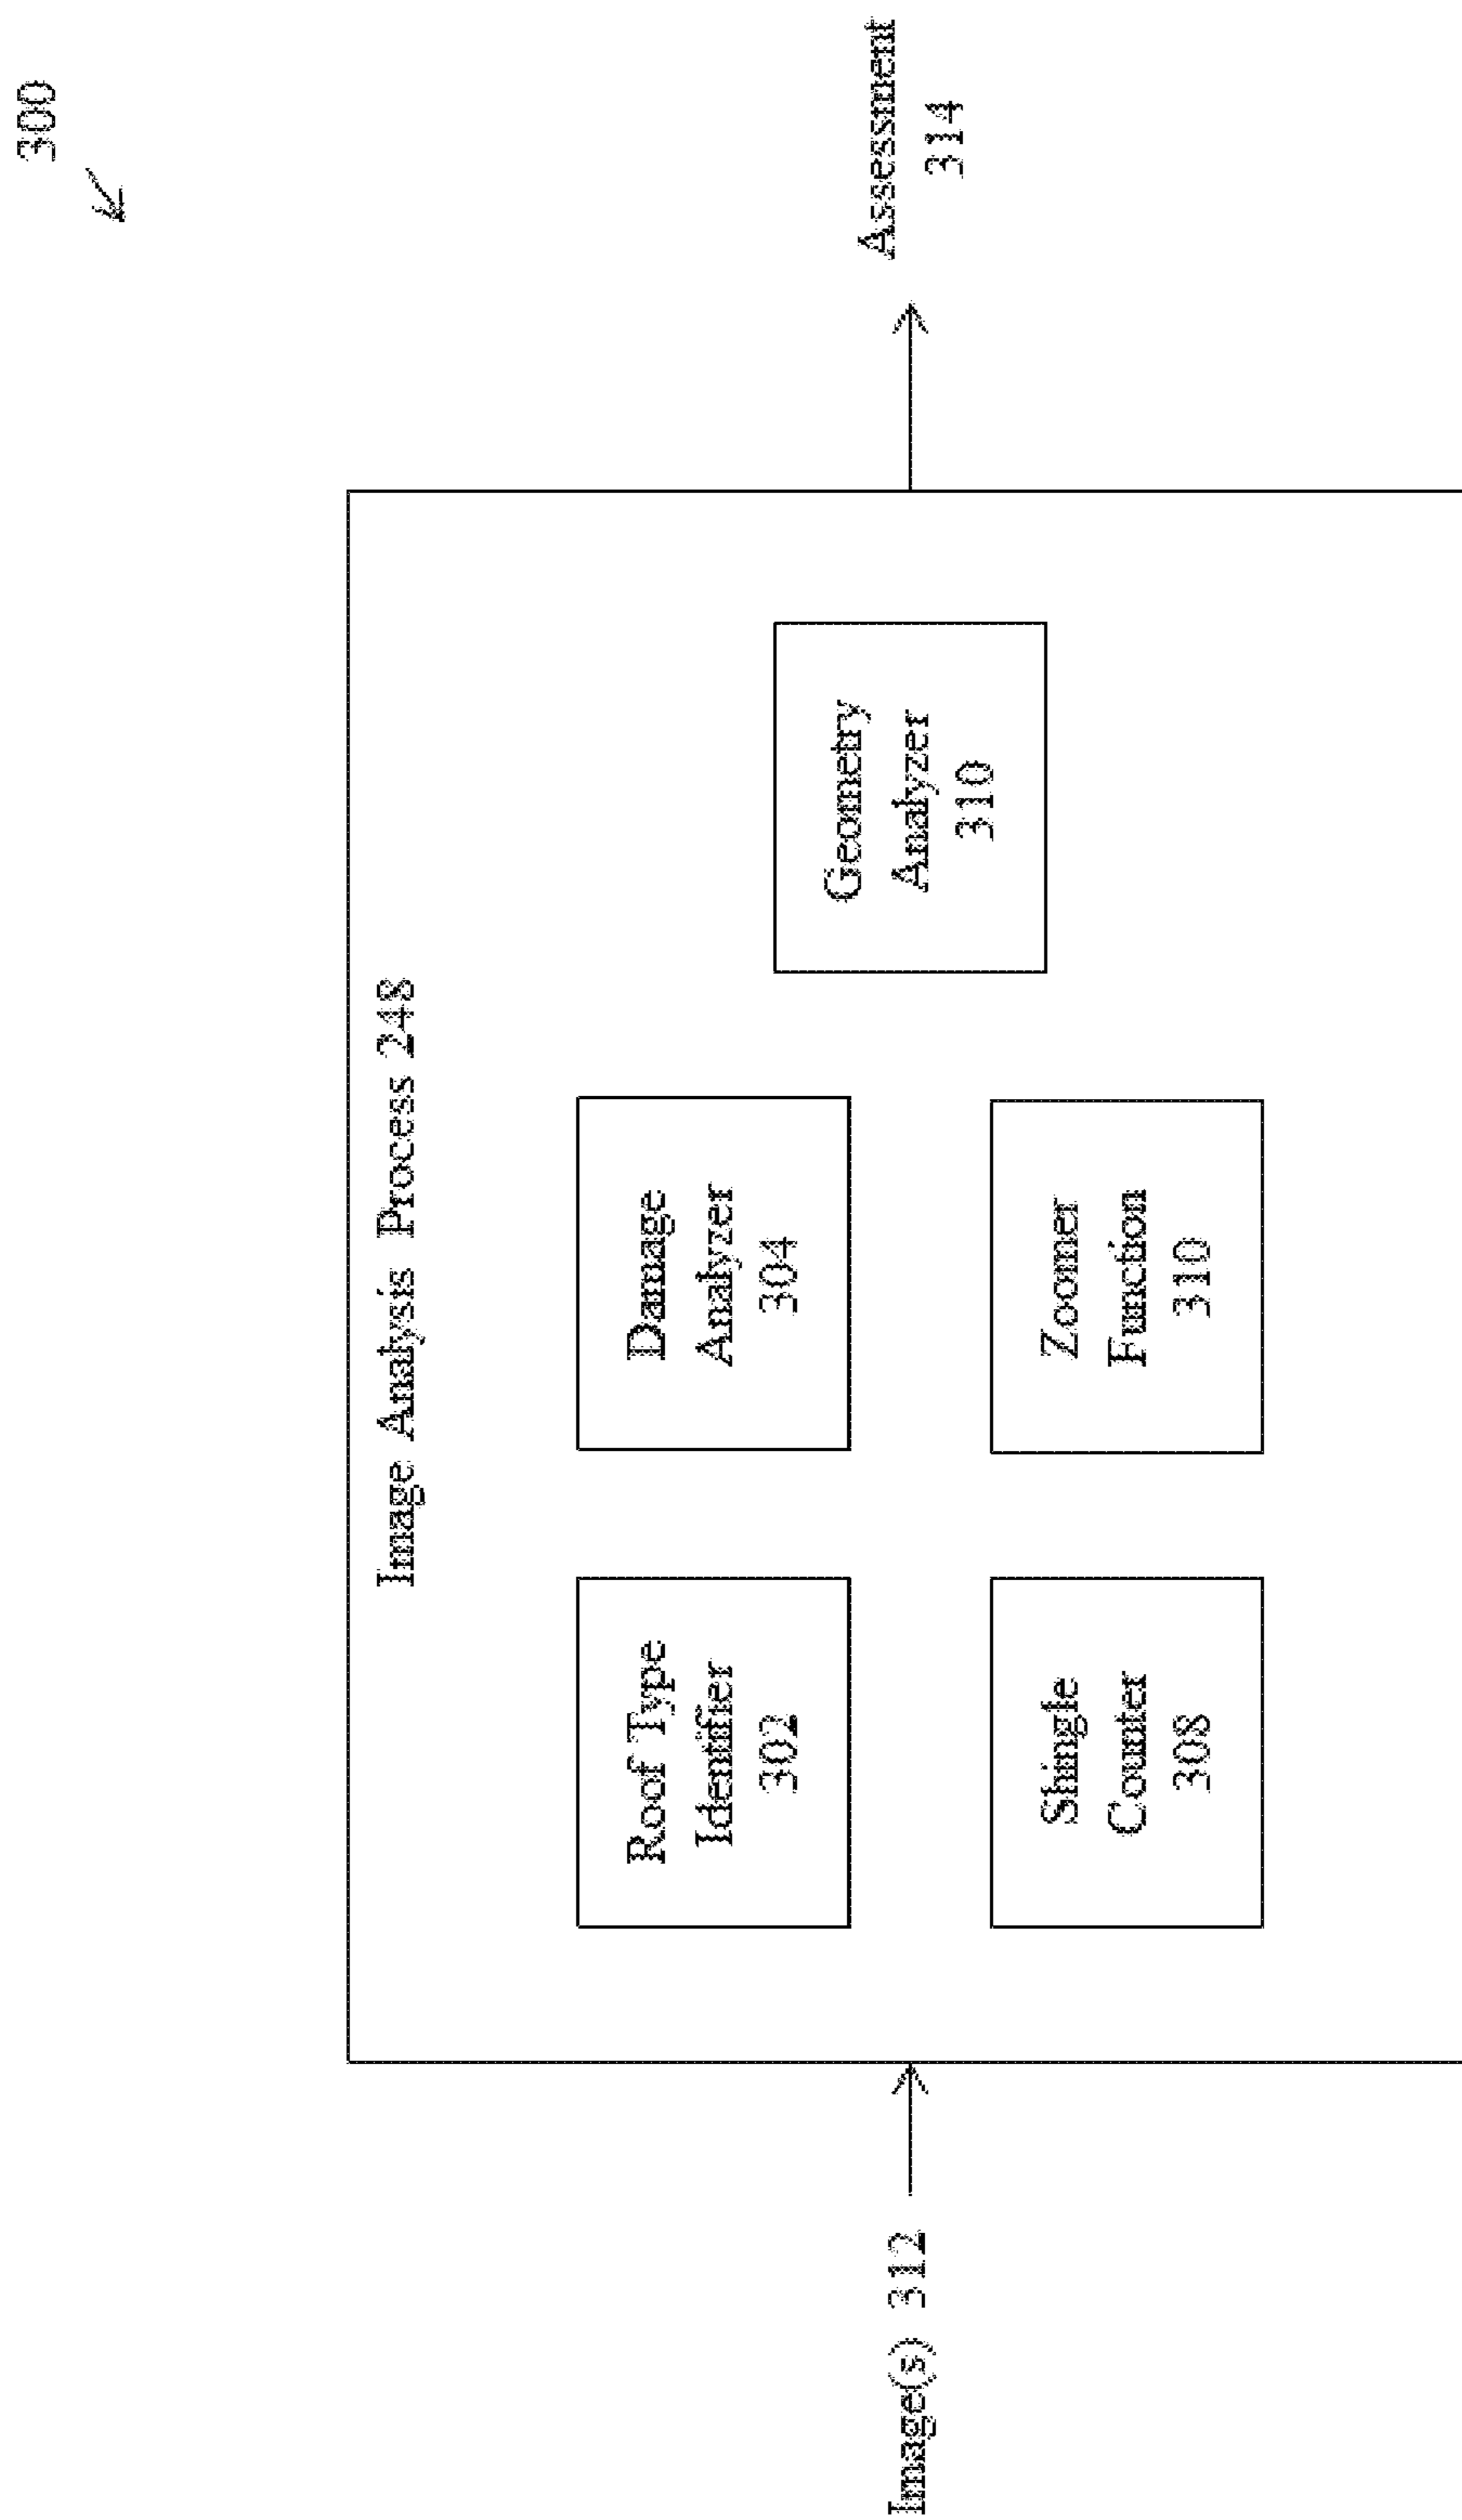 300
Image Analysis Process 248
Roof Type
Identifier
302
Damage
Analyzer
304
Geometry
Analyzer
310
Shingle
Counter
308
Zoomer
Function
310
Image(s) 312
Assessment
314